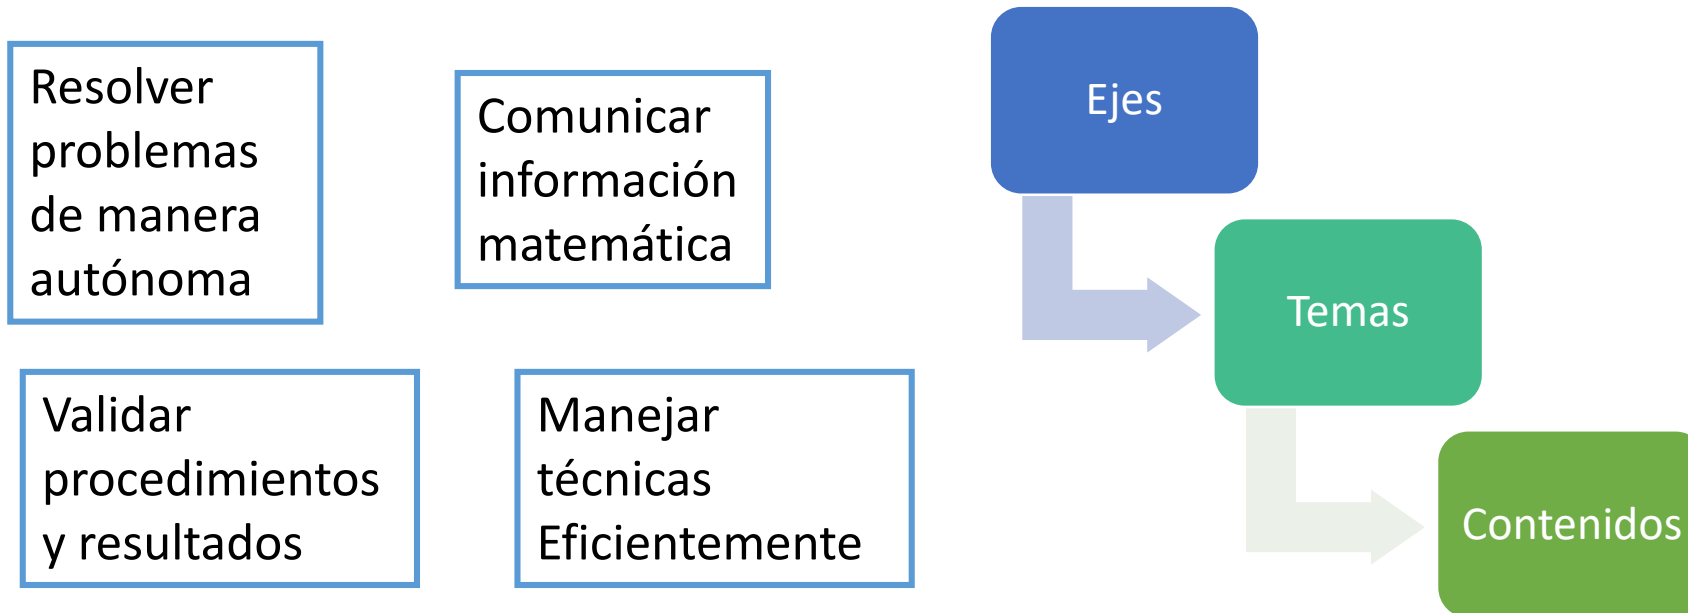 Resolver
problemas
de manera
autónoma
Comunicar
información
matemática
Validar
procedimientos
y resultados
Manejar
técnicas
Eficientemente
Ejes
Temas
Contenidos